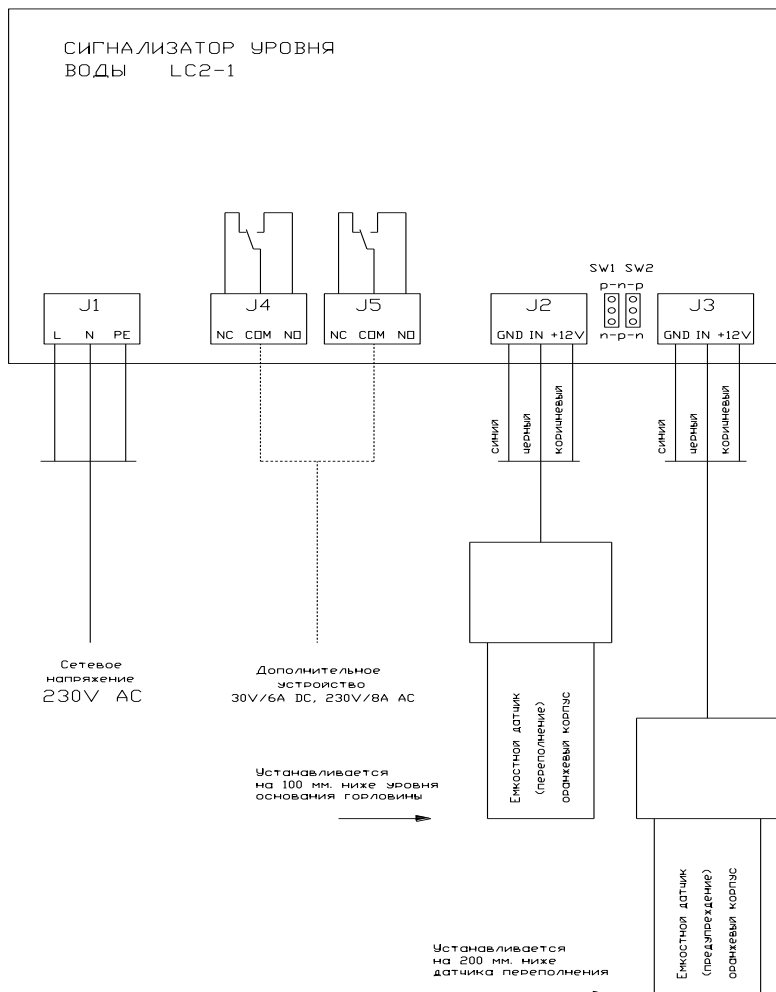 СИГНАЛИЗАТОР УРОВНЯ
ВОДЫ LC2-1
SW1 SW2
p-n-p
J1
J4
J5
J2
J3
L N PE
NC COM NO
NC COM NO
GND IN +12V
n-p-n
GND IN +12V
синий
черный
коричневый
синий
черный
коричневый
Сетевое
напряжение
230V AC
Дополнительное
устройство
30V/6A DC, 230V/8A AC
Емкостной датчик
(переполнение)
оранжевый корпус
Устанавливается
на 100 мм. ниже уровня
основания горловины
Емкостной датчик
(предупреждение)
оранжевый корпус
Устанавливается
на 200 мм. ниже
датчика переполнения